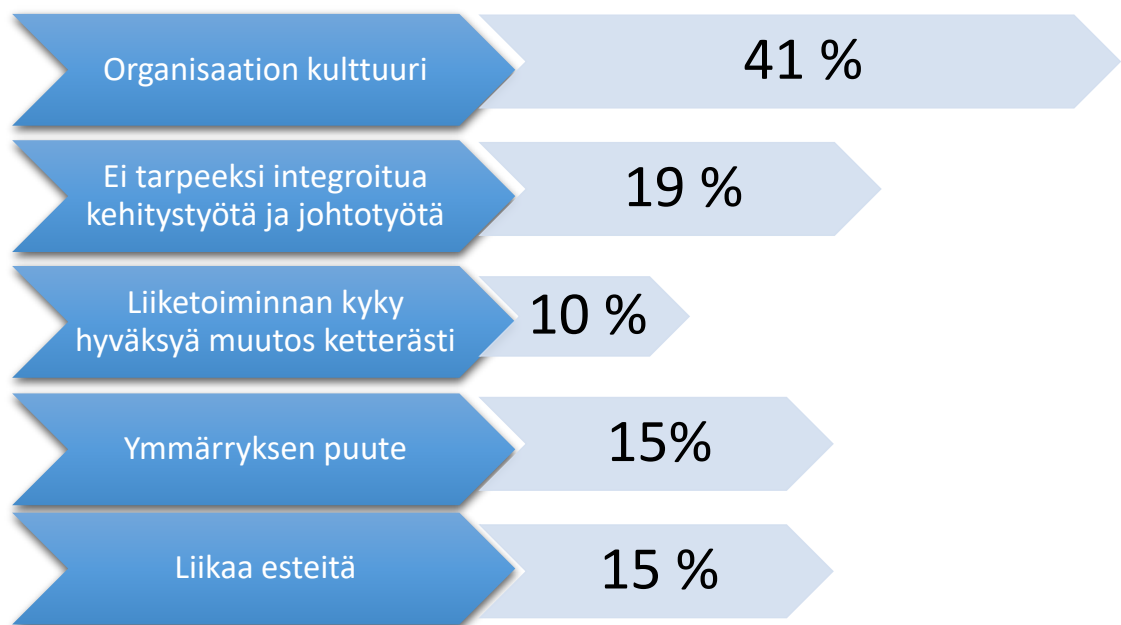 Organisaation kulttuuri
41 %
Ei tarpeeksi integroitua
kehitystyötä ja johtotyötä
19 %
Liiketoiminnan kyky
hyväksyä muutos ketterästi
10 %
Ymmärryksen puute
15%
Liikaa esteitä
15 %